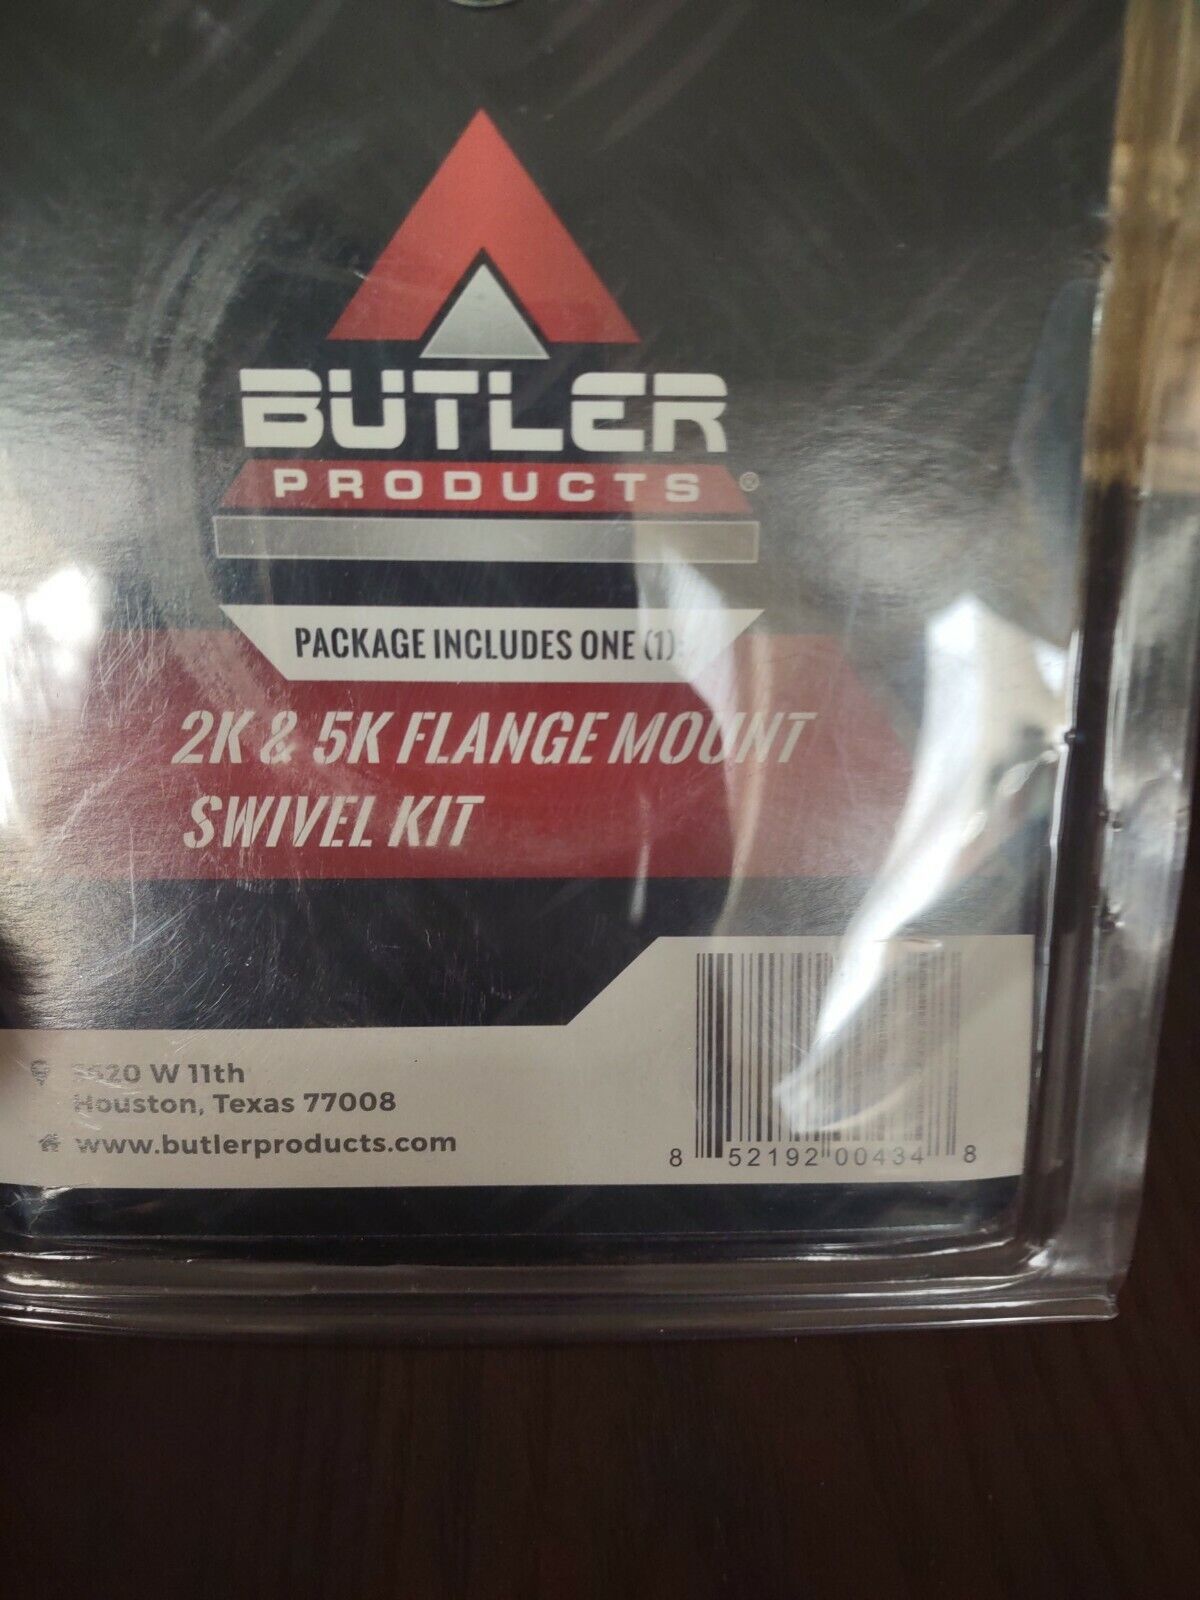 BUTLER
PRODUCTS ®
PACKAGE INCLUDES ONE (1):
2K & 5K FLANGE MOUNT
SWIVEL KIT
W 11th
Houston, Texas 77008
www.butlerproducts.com
8 52192 00434 8